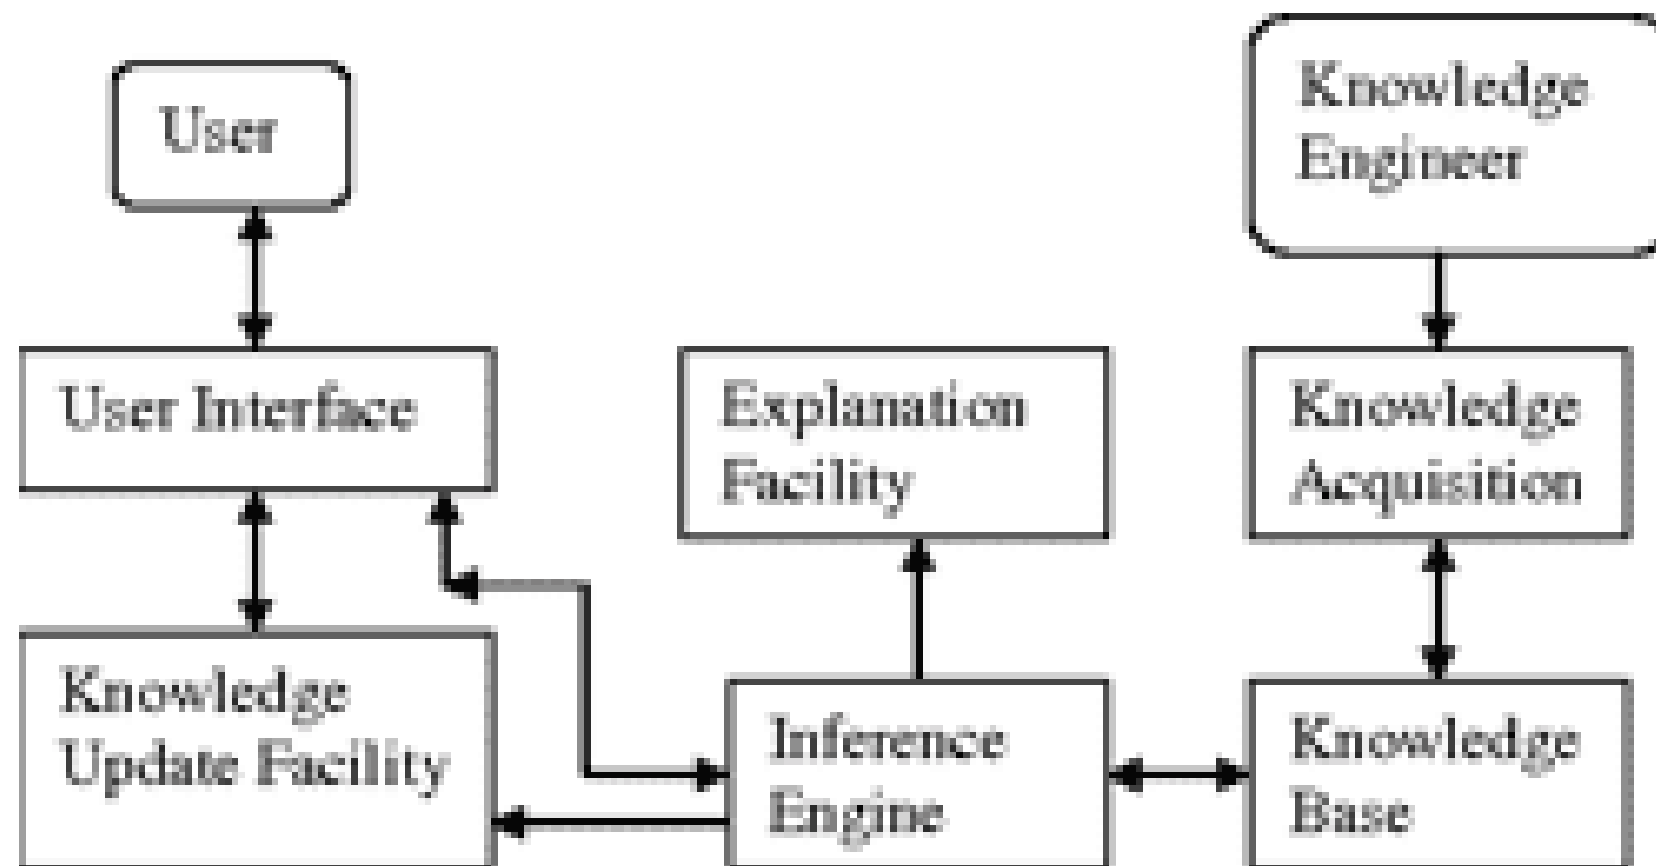 User
Knowledge
Engineer
User Interface
Explanation
Facility
Knowledge
Acquisition
Knowledge
Update Facility
Inference
Engine
Knowledge
Base